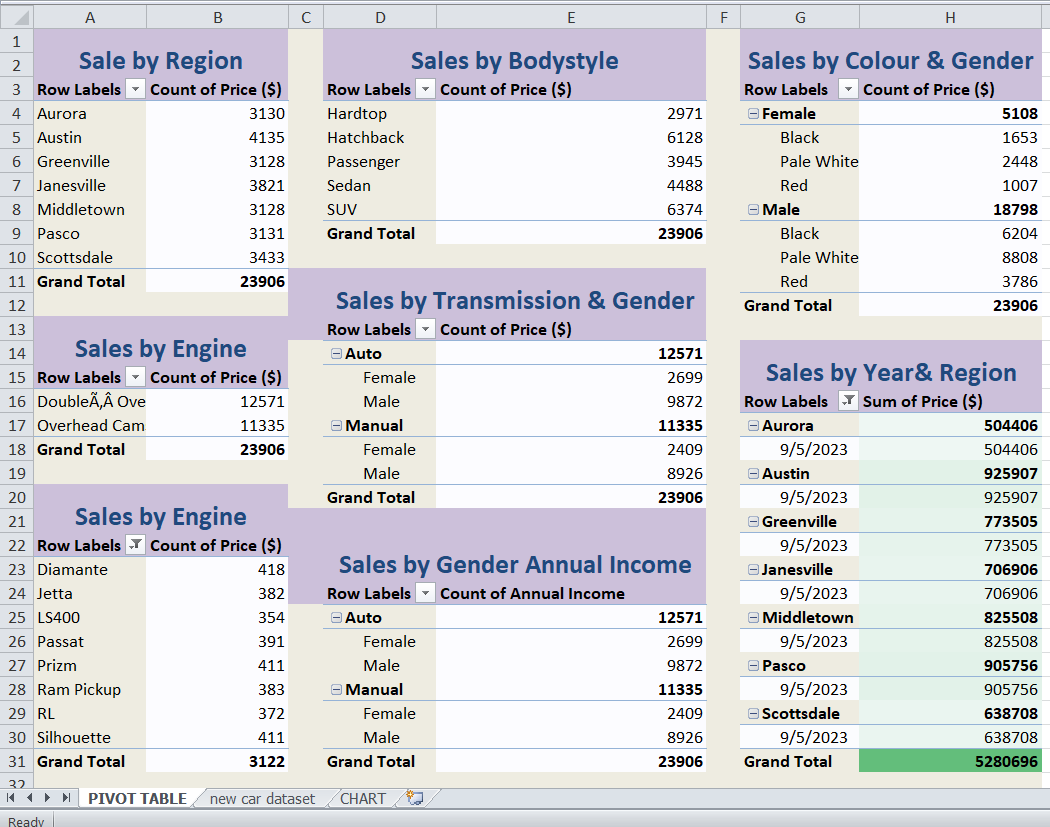 A B C D E F G H
1
2 Sale by Region Sales by Bodystyle Sales by Colour & Gender
3 Row Labels Count of Price ($) Row Labels Count of Price ($) Row Labels Count of Price ($)
4 Aurora 3130 Hardtop 2971 Female 5108
5 Austin 4135 Hatchback 6128 Black 1653
6 Greenville 3128 Passenger 3945 Pale White 2448
7 Janesville 3821 Sedan 4488 Red 1007
8 Middletown 3128 SUV 6374 Male 18798
9 Pasco 3131 Grand Total 23906 Black 6204
10 Scottsdale 3433 Pale White 8808
11 Grand Total 23906 Red 3786
12 Sales by Transmission & Gender Grand Total 23906
13 Row Labels Count of Price ($)
14 Sales by Engine Auto 12571
15 Row Labels Count of Price ($) Female 2699 Sales by Year& Region
16 DoubleÃ‚Â Ove 12571 Male 9872 Row Labels Sum of Price ($)
17 Overhead Cam 11335 Manual 11335 Aurora 504406
18 Grand Total 23906 Female 2409 9/5/2023 504406
19 Male 8926 Austin 925907
20 Grand Total 23906 9/5/2023 925907
21 Sales by Engine Greenville 773505
22 Row Labels Count of Price ($) 9/5/2023 773505
23 Diamante 418 Sales by Gender Annual Income Janesville 706906
24 Jetta 382 Row Labels Count of Annual Income 9/5/2023 706906
25 LS400 354 Auto 12571 Middletown 825508
26 Passat 391 Female 2699 9/5/2023 825508
27 Prizm 411 Male 9872 Pasco 905756
28 Ram Pickup 383 Manual 11335 9/5/2023 905756
29 RL 372 Female 2409 Scottsdale 638708
30 Silhouette 411 Male 8926 9/5/2023 638708
31 Grand Total 3122 Grand Total 23906 Grand Total 5280696
32
PIVOT TABLE new car dataset CHART
Ready